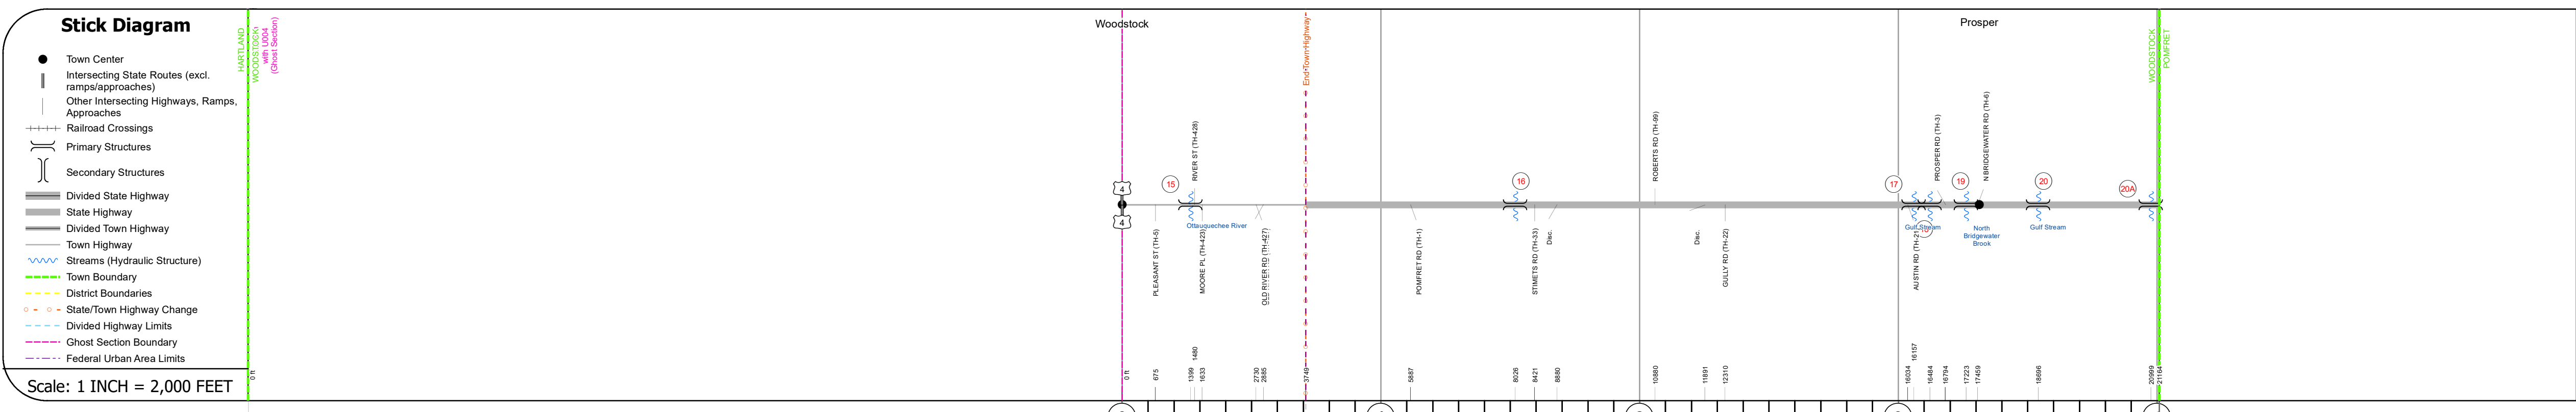 Stick Diagram
Town Center
Intersecting State Routes (excl.
ramps/approaches)
Other Intersecting Highways, Ramps,
Approaches
Railroad Crossings
Primary Structures
Secondary Structures
Divided State Highway
State Highway
Divided Town Highway
Town Highway
Streams (Hydraulic Structure)
Town Boundary
District Boundaries
State/Town Highway Change
Divided Highway Limits
Ghost Section Boundary
Federal Urban Area Limits
Scale: 1 INCH = 2,000 FEET
HARTLAND
WOODSTOCK
with U004
(Ghost Section)
Woodstock
End Town Highway
Prosper
WOODSTOCK
POMFRET
4
4
15
16
17
19
20
20A
RIVER ST (TH-428)
ROBERTS RD (TH-99)
PROSPER RD (TH-3)
N BRIDGEWATER RD (TH-6)
Ottauquechee River
Gulf Stream
North
Bridgewater
Brook
Gulf Stream
PLEASANT ST (TH-5)
MOORE PL (TH-423)
OLD RIVER RD (TH-427)
POMFRET RD (TH-1)
STIMETS RD (TH-33)
Disc.
Disc.
GULLY RD (TH-22)
AUSTIN RD (TH-21
0 ft
0 ft
675
1399
1480
1633
2730
2885
3749
5887
8026
8421
8880
10880
11891
12310
16034
16157
16484
16794
17223
17459
18696
20999
21164